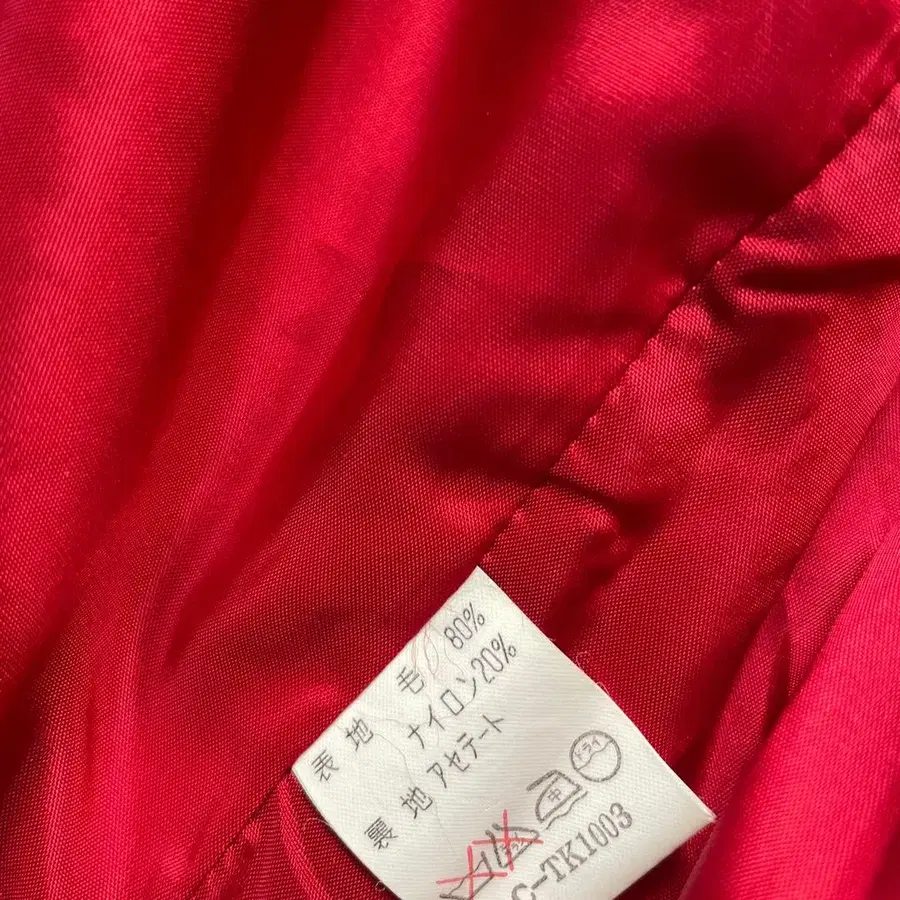 表地 毛 80%
ナイロン20%
裏地 アセテート
ドライ
中
C-TK1003